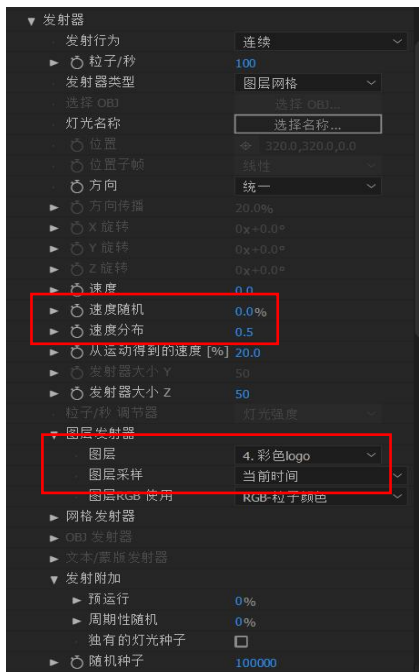 发射器
发射行为 连续
粒子/秒 100
发射器类型 图层网格
选择 OBJ 选择 OBJ...
灯光名称 选择名称...
位置 320.0,320.0,0.0
位置子帧 线性
方向 统一
方向传播 20.0%
X 旋转 0x+0.0°
Y 旋转 0x+0.0°
Z 旋转 0x+0.0°
速度 0.0
速度随机 0.0%
速度分布 0.5
从运动得到的速度 [%] 20.0
发射器大小 Y 50
发射器大小 Z 50
粒子/秒 调节器 灯光强度
图层发射器
图层 4. 彩色logo
图层采样 当前时间
图层RGB 使用 RGB-粒子颜色
网格发射器
OBJ 发射器
文本/蒙版发射器
发射附加
预运行 0%
周期性随机 0%
独有的灯光种子
随机种子 100000